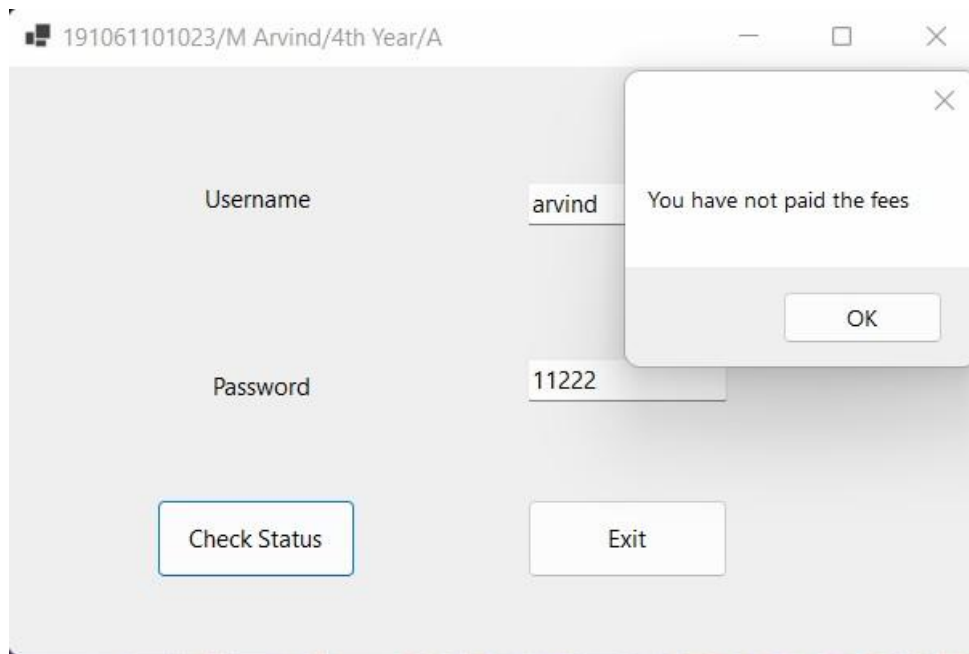 191061101023/M Arvind/4th Year/A
Username
arvind
You have not paid the fees
OK
Password
11222
Check Status
Exit